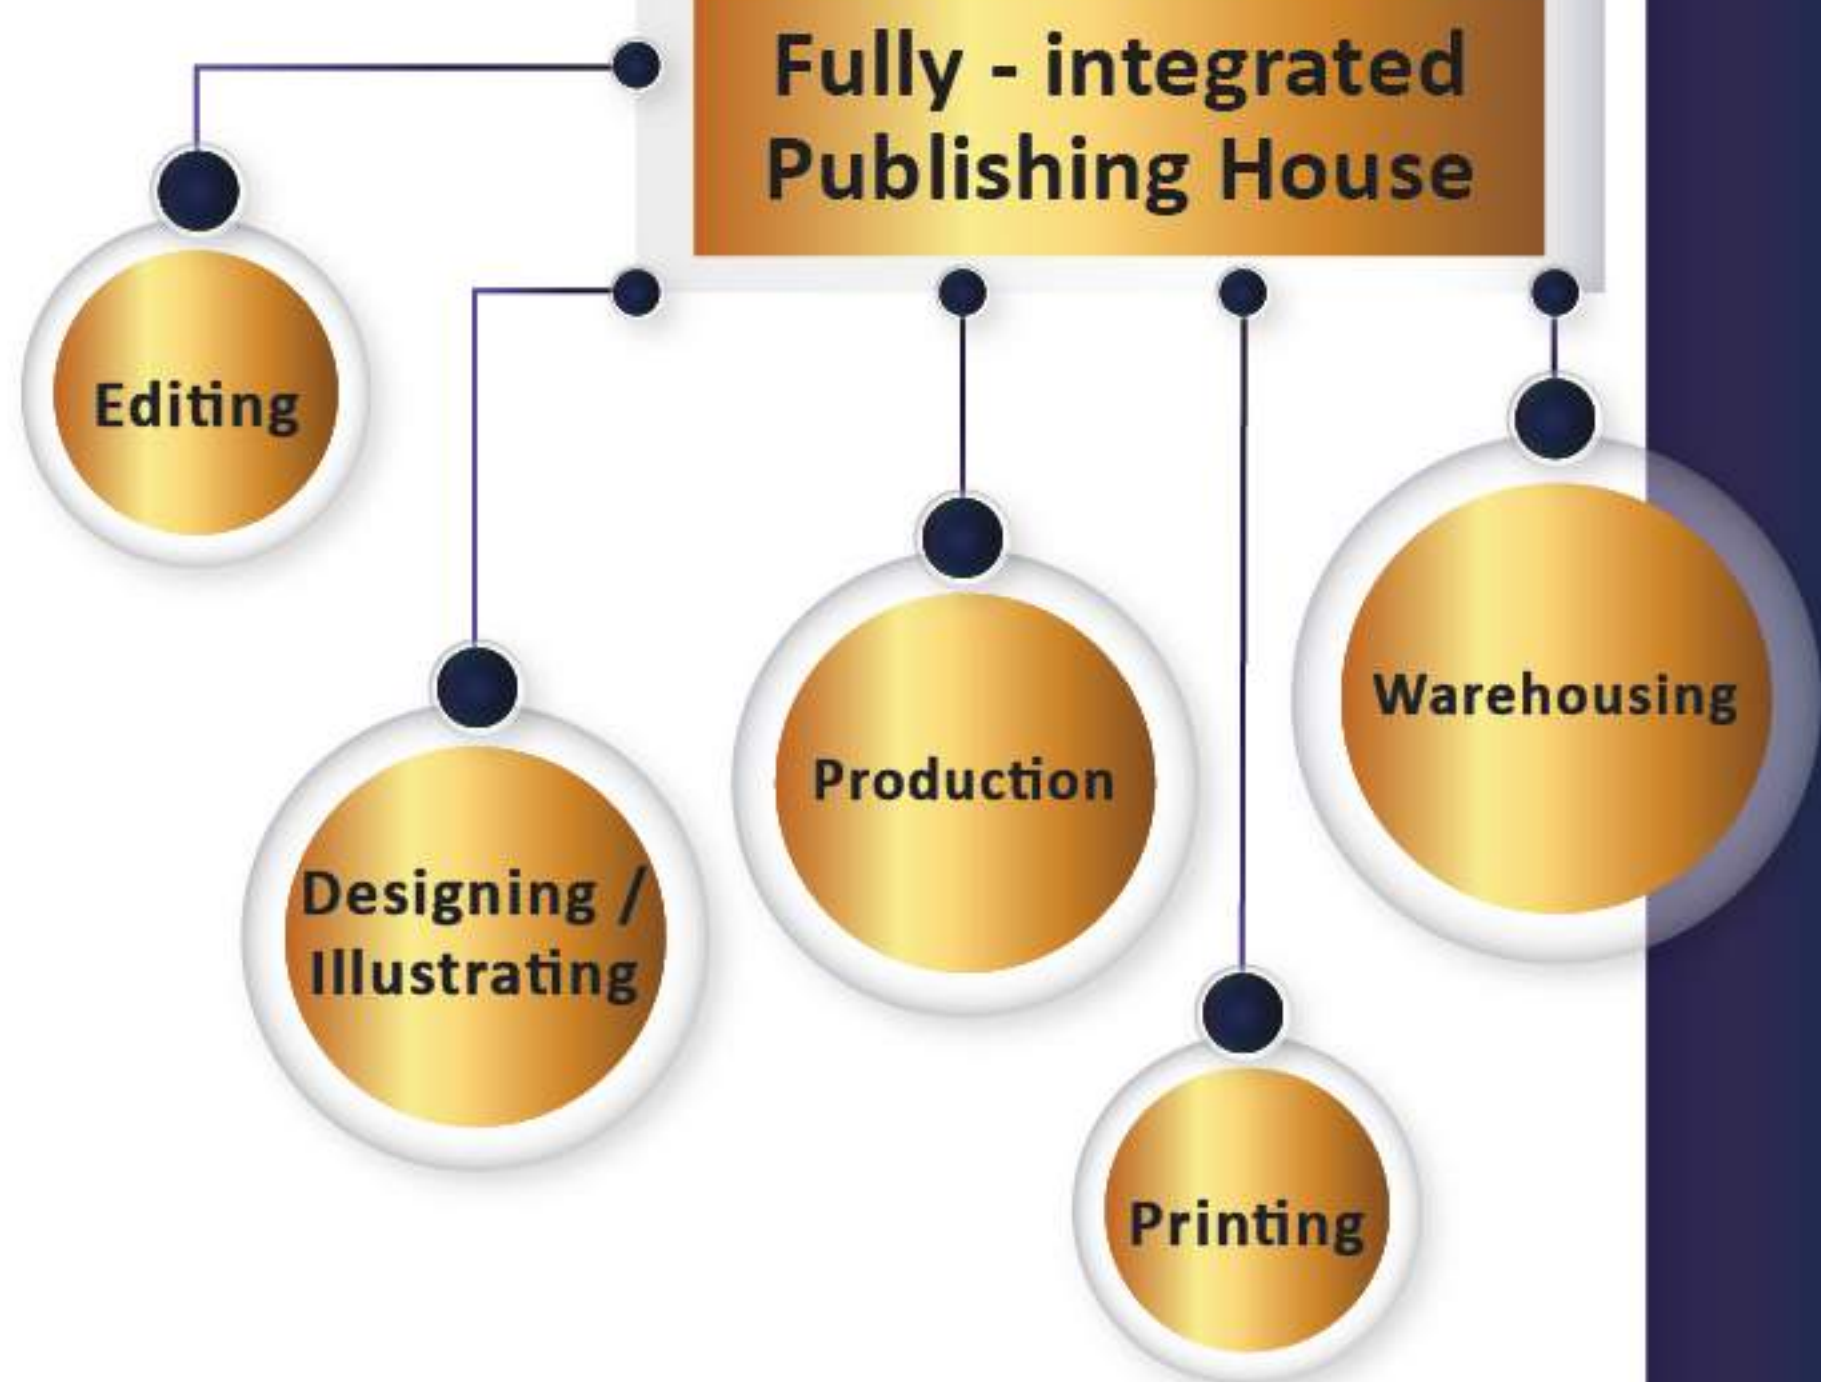 Fully - integrated
Publishing House
Editing
Designing /
Illustrating
Production
Printing
Warehousing